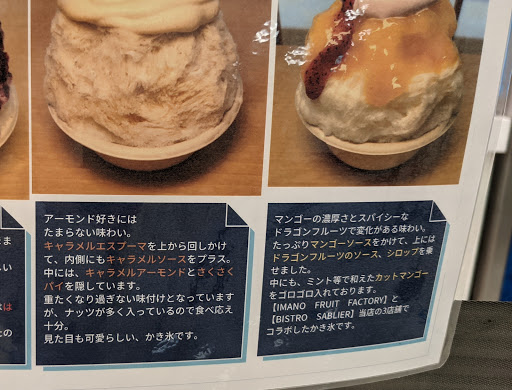 アーモンド好きには
たまらない味わい。
キャラメルエスプーマを上から回しかけ
て、内側にもキャラメルソースをプラス。
中には、キャラメルアーモンドとさくさく
パイを隠しています。
重たくなり過ぎない味付けとなっています
が、ナッツが多く入っているので食べ応え
十分。
見た目も可愛らしい、かき氷です。
マンゴーの濃厚さとスパイシーな
ドラゴンフルーツで変化がある味わい。
たっぷりマンゴーソースをかけて、上には
ドラゴンフルーツのソース、シロップを乗
せました。
中にも、ミント等で和えたカットマンゴー
をゴロゴロ入れております。
【IMANO FRUIT FACTORY】と
【BISTRO SABLIER】当店の3店舗で
コラボしたかき氷です。